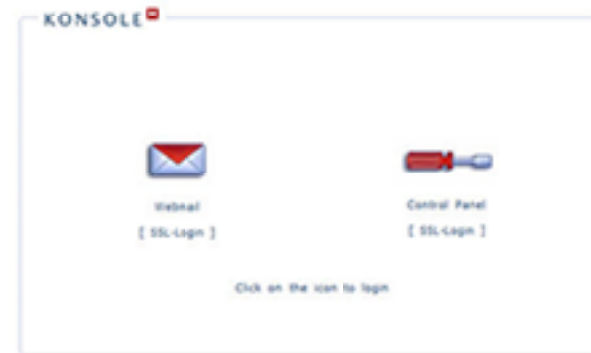 KONSOLE
Webmail
Control Panel
[ SSL-Login ]
[ SSL-Login ]
Click on the icon to login